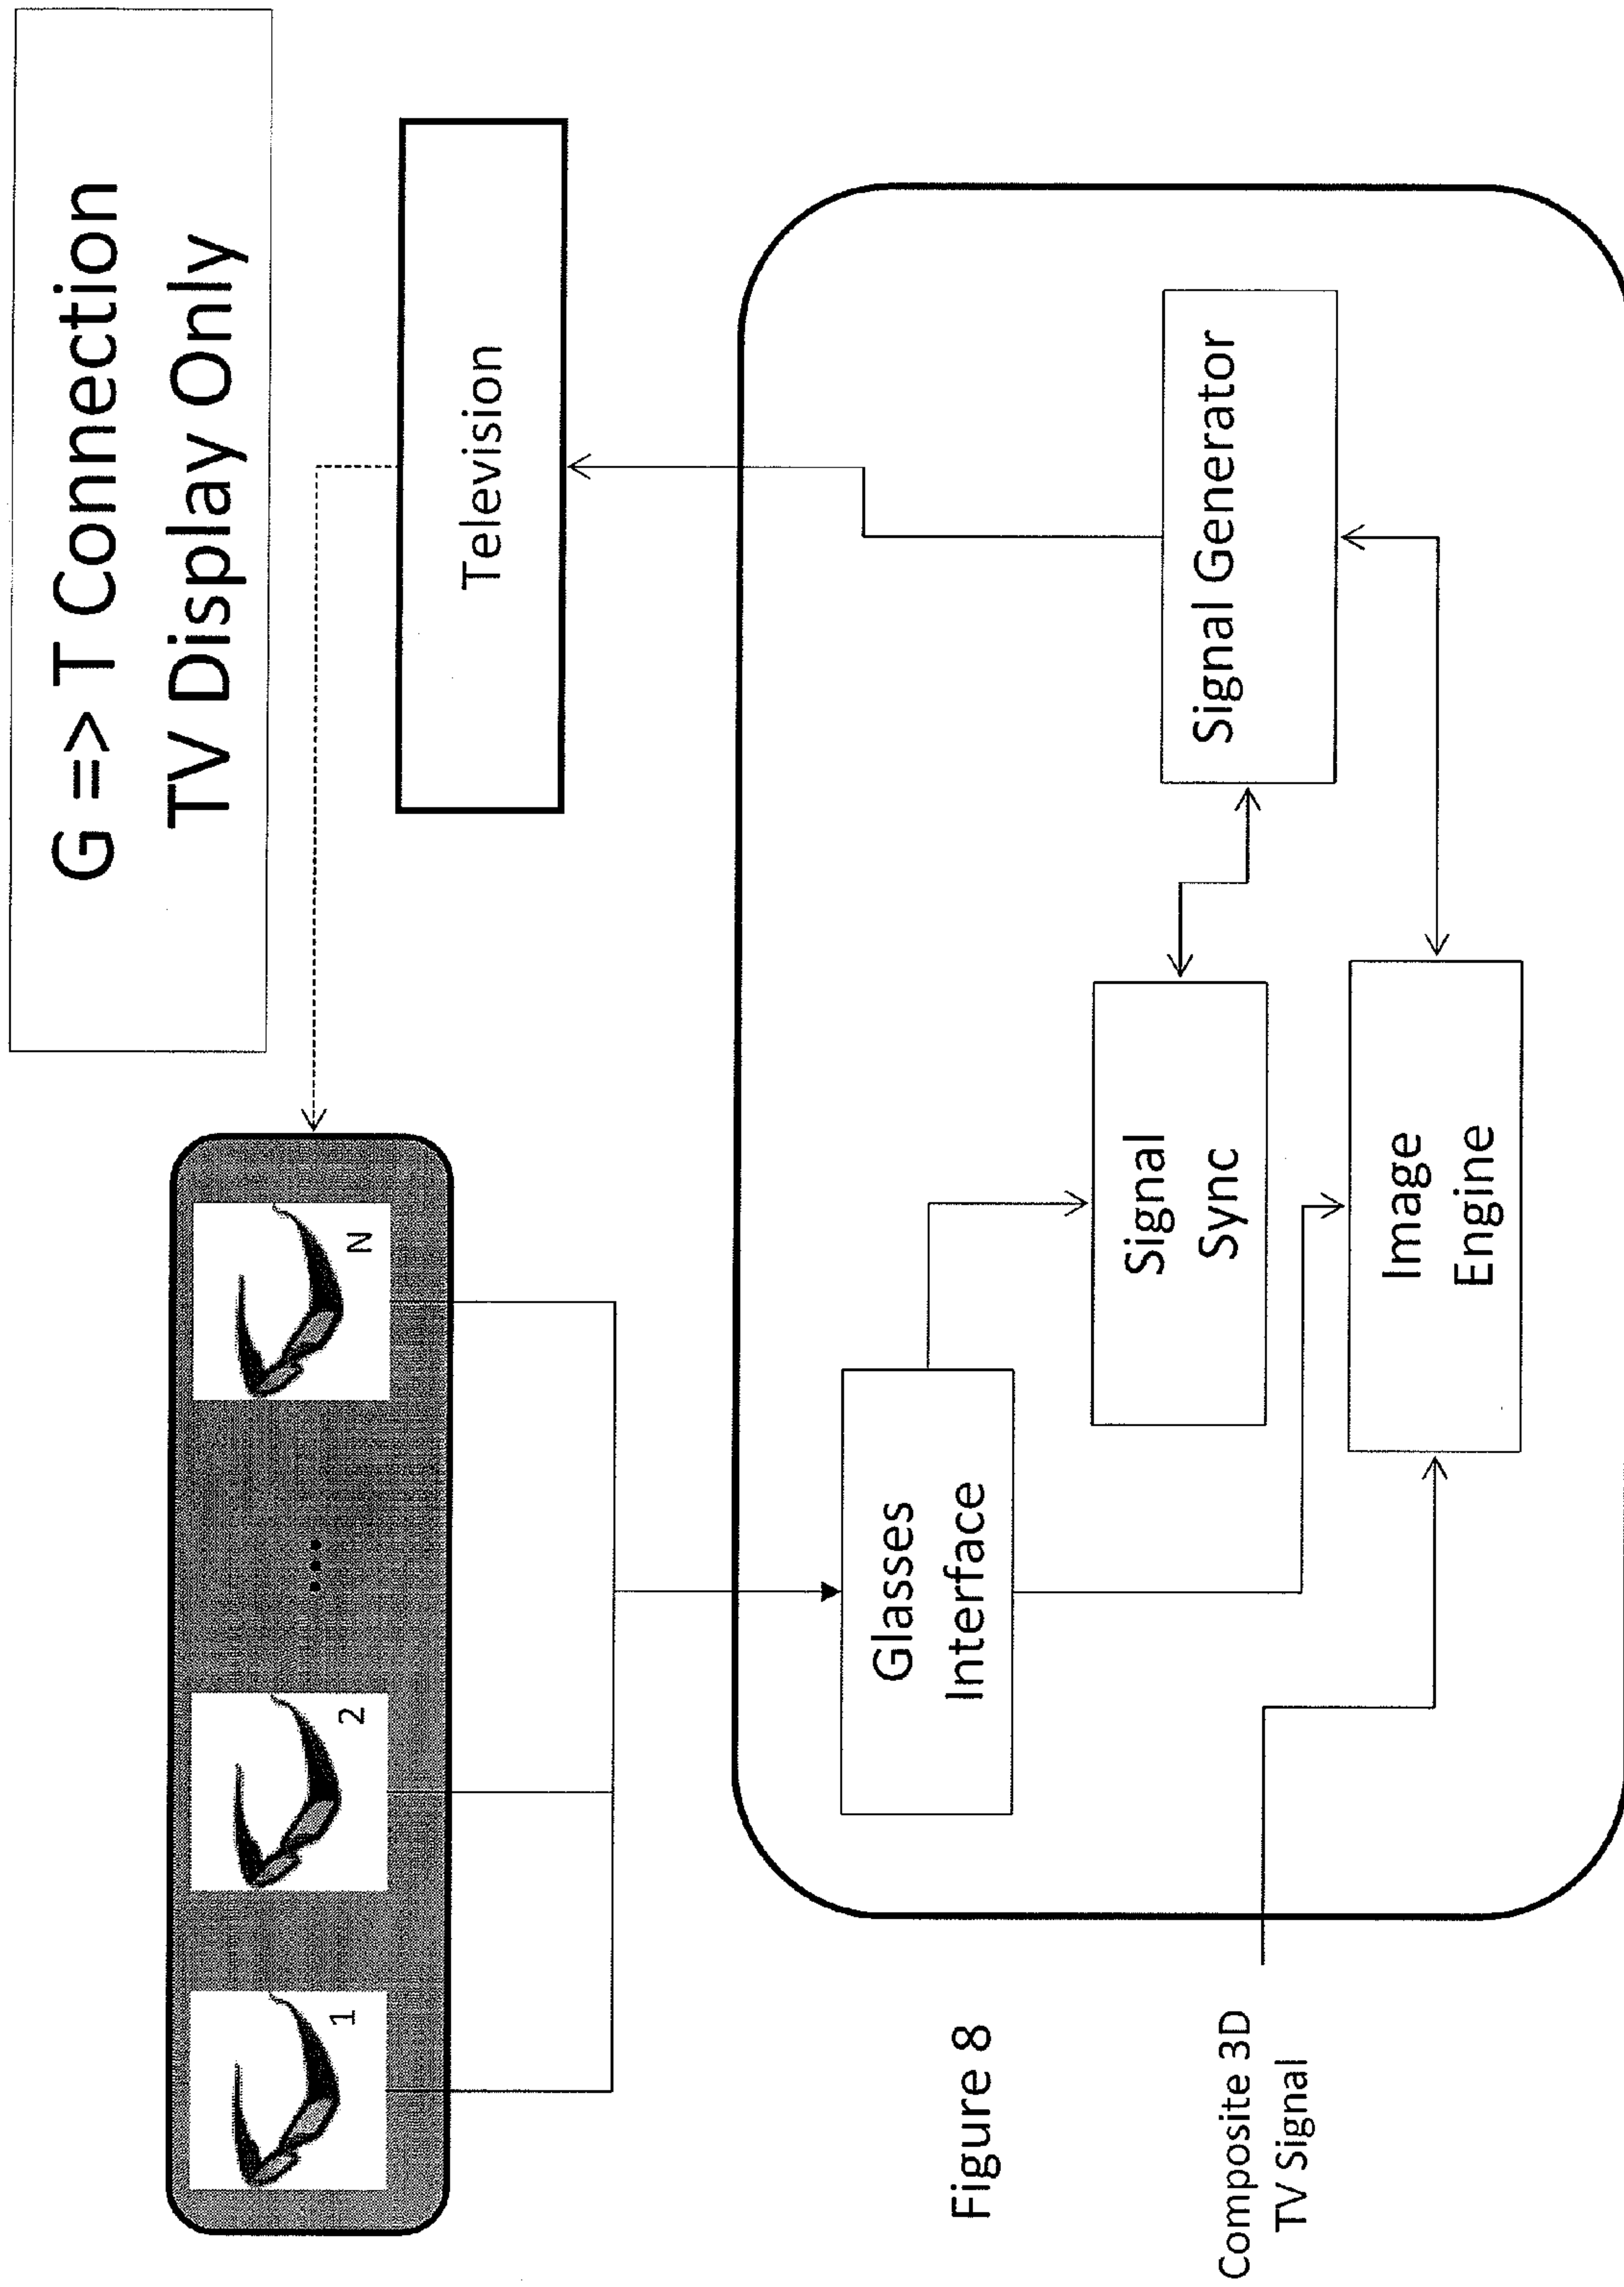 G => T Connection
TV Display Only
1
2
...
N
Television
Glasses
Interface
Signal
Sync
Signal Generator
Image
Engine
Figure 8
Composite 3D
TV Signal